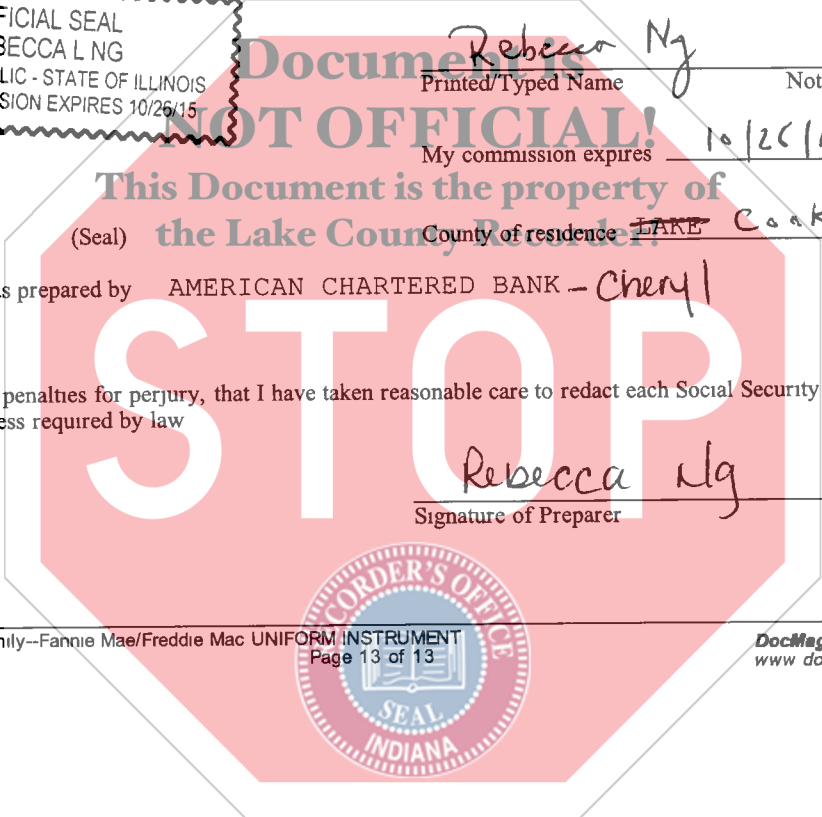 FICIAL SEAL
BECCA L NG
LIC - STATE OF ILLINOIS
SION EXPIRES 10/26/15
Document is
NOT OFFICIAL!
This Document is the property of
the Lake County Recorder!
Rebecca Ng
Printed/Typed Name Not
My commission expires 10/26/1
(Seal) County of residence LAKE Cook
s prepared by AMERICAN CHARTERED BANK - Cheryl
STOP
penalties for perjury, that I have taken reasonable care to redact each Social Security
ess required by law
Rebecca Ng
Signature of Preparer
RECORDER'S OFFICE
SEAL
INDIANA
nily--Fannie Mae/Freddie Mac UNIFORM INSTRUMENT
Page 13 of 13
DocMag
www do